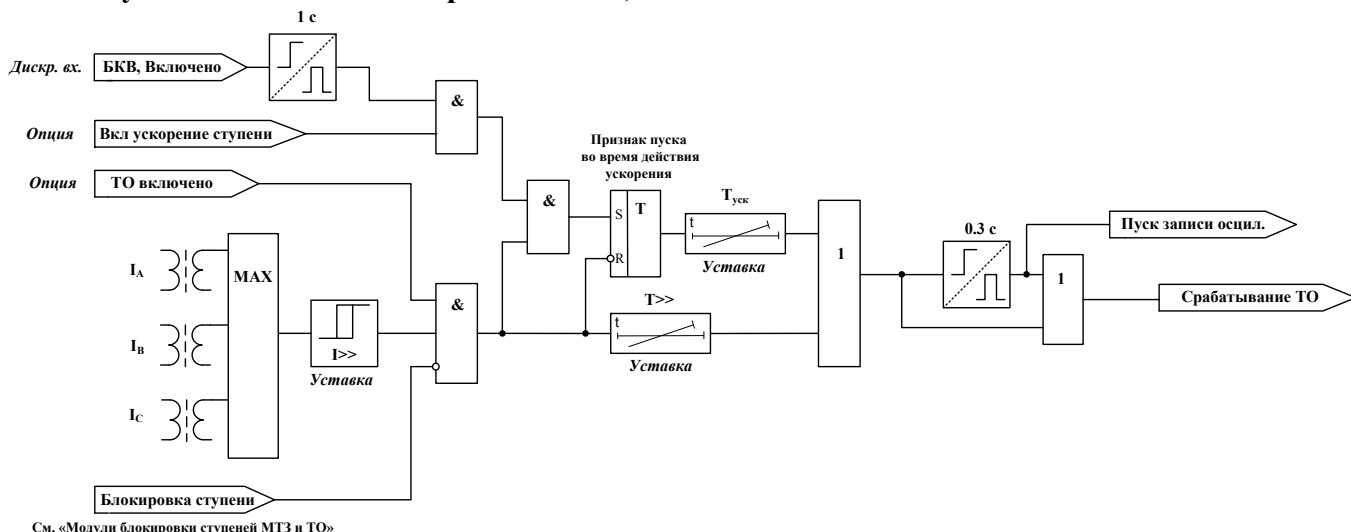 1 с
Дискр. вх.
БКВ, Включено
&
Опция
Вкл ускорение ступени
Признак пуска
во время действия
ускорения
Опция
ТО включено
&
S
T
R
Tуск
t
Уставка
1
0.3 с
Пуск записи осцил.
1
Срабатывание ТО
IA
MAX
&
T>>
t
Уставка
IB
I>>
Уставка
IC
Блокировка ступени
См. «Модули блокировки ступеней МТЗ и ТО»